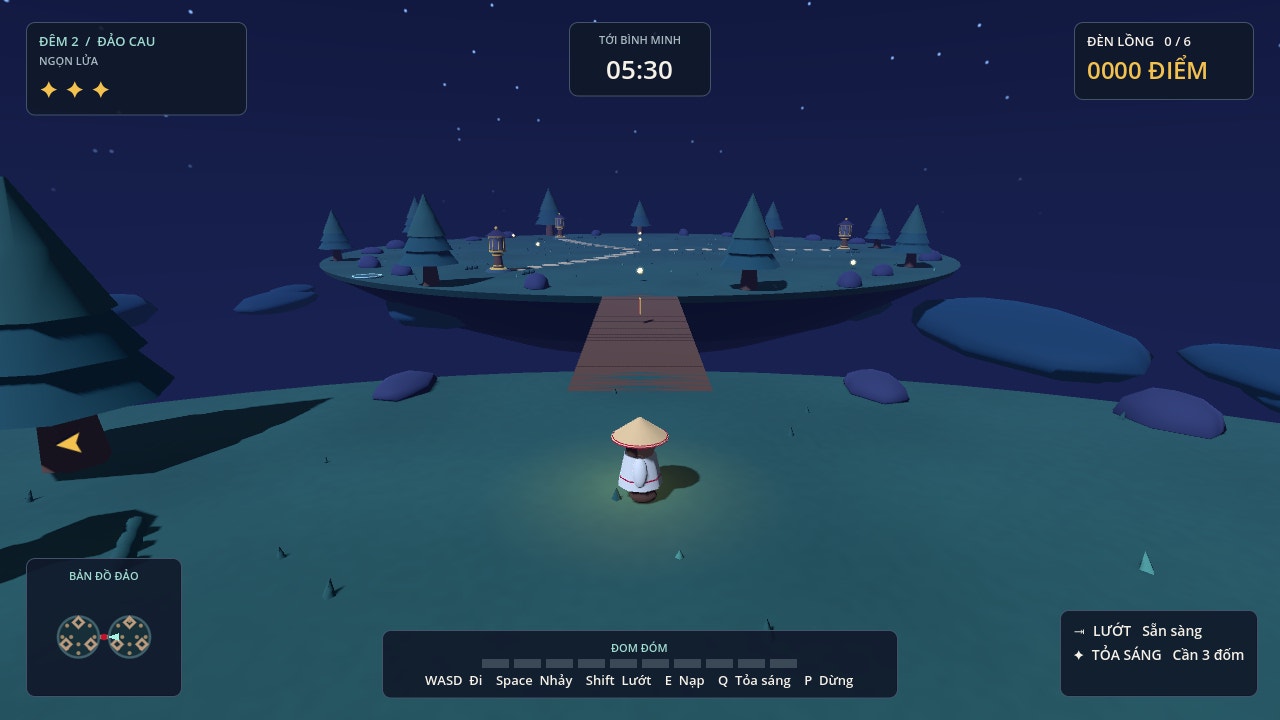 ĐÊM 2 / ĐẢO CAU
NGỌN LỬA
TỚI BÌNH MINH
05:30
ĐÈN LỒNG 0 / 6
0000 ĐIỂM
BẢN ĐỒ ĐẢO
ĐOM ĐÓM
WASD Đi Space Nhảy Shift Lướt E Nạp Q Tỏa sáng P Dừng
LƯỚT Sẵn sàng
TỎA SÁNG Cần 3 đốm